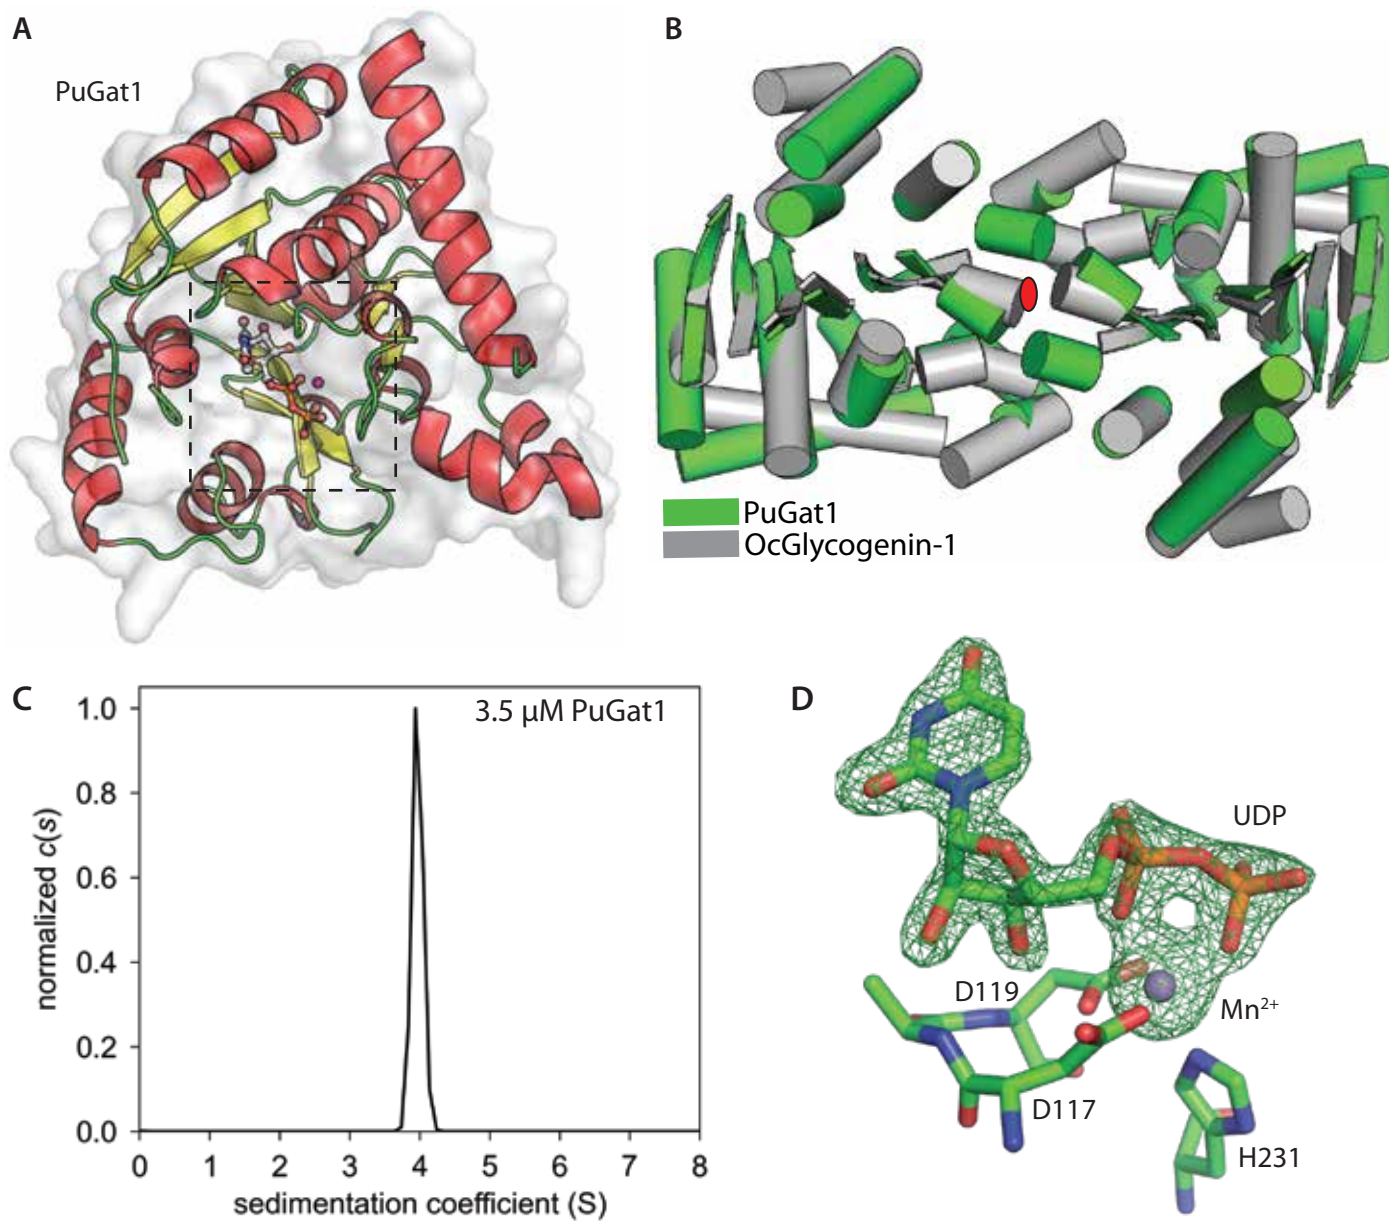 A
PuGat1
B
PuGat1
OcGlycogenin-1
C
3.5 µM PuGat1
normalized c(s)
1.0
0.8
0.6
0.4
0.2
0.0
0 1 2 3 4 5 6 7 8
sedimentation coefficient (S)
D
UDP
D119
Mn²⁺
D117
H231